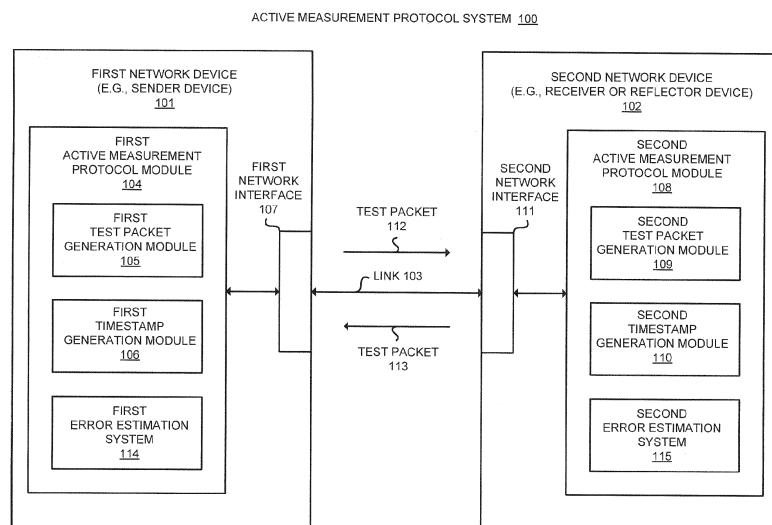 ACTIVE MEASUREMENT PROTOCOL SYSTEM 100
FIRST NETWORK DEVICE
(E.G., SENDER DEVICE)
101
FIRST
ACTIVE MEASUREMENT
PROTOCOL MODULE
104
FIRST
TEST PACKET
GENERATION MODULE
105
FIRST
TIMESTAMP
GENERATION MODULE
106
FIRST
ERROR ESTIMATION
SYSTEM
114
FIRST
NETWORK
INTERFACE
107
TEST PACKET
112
LINK 103
TEST PACKET
113
SECOND NETWORK DEVICE
(E.G., RECEIVER OR REFLECTOR DEVICE)
102
SECOND
NETWORK
INTERFACE
111
SECOND
ACTIVE MEASUREMENT
PROTOCOL MODULE
108
SECOND
TEST PACKET
GENERATION MODULE
109
SECOND
TIMESTAMP
GENERATION MODULE
110
SECOND
ERROR ESTIMATION
SYSTEM
115